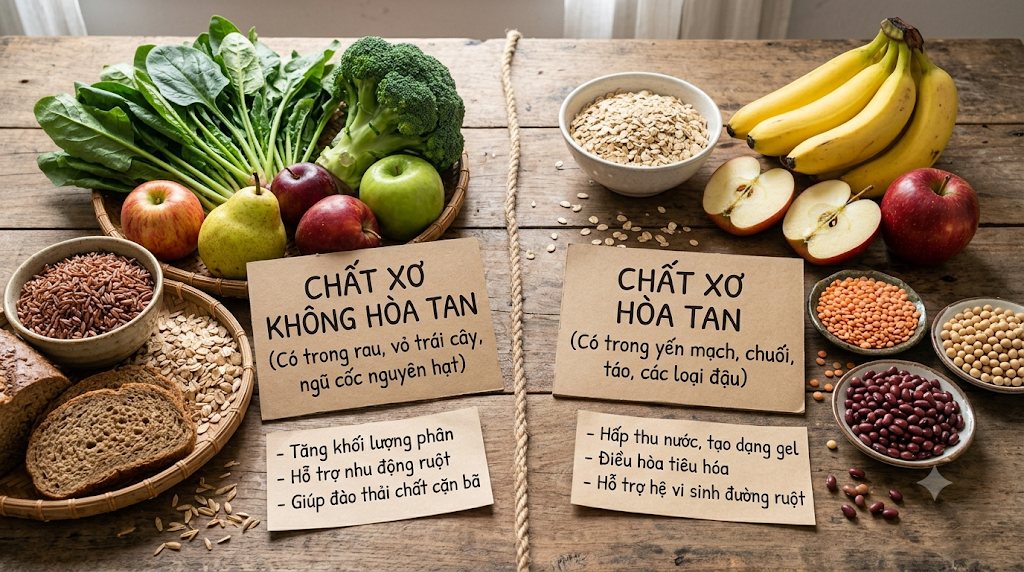 CHẤT XƠ
KHÔNG HÒA TAN
(Có trong rau, vỏ trái cây,
ngũ cốc nguyên hạt)
- Tăng khối lượng phân
- Hỗ trợ nhu động ruột
- Giúp đào thải chất cặn bã
CHẤT XƠ
HÒA TAN
(Có trong yến mạch, chuối,
táo, các loại đậu)
- Hấp thu nước, tạo dạng gel
- Điều hòa tiêu hóa
- Hỗ trợ hệ vi sinh đường ruột